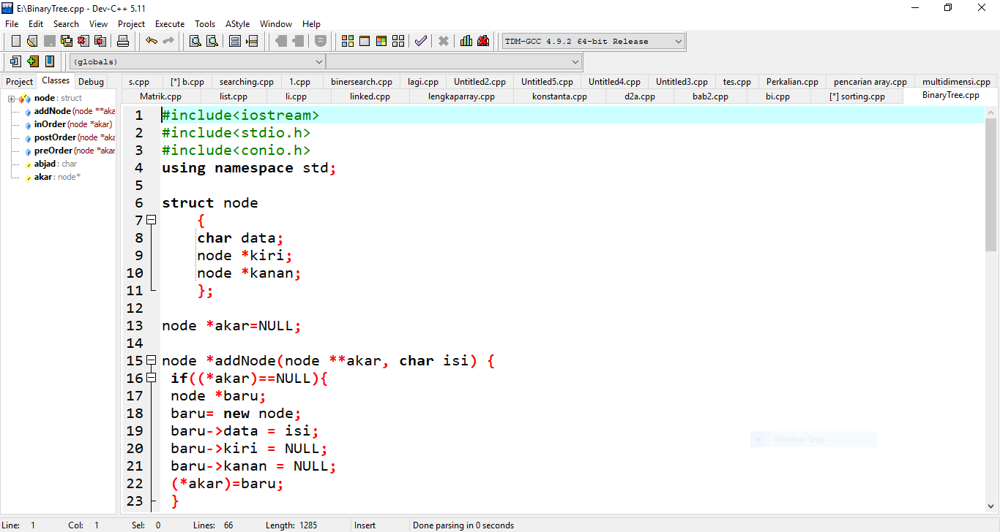 E:\BinaryTree.cpp - Dev-C++ 5.11
File Edit Search View Project Execute Tools AStyle Window Help
TDM-GCC 4.9.2 64-bit Release
(globals)
Project Classes Debug
s.cpp [*] b.cpp searching.cpp 1.cpp binersearch.cpp lagi.cpp Untitled2.cpp Untitled5.cpp Untitled4.cpp Untitled3.cpp tes.cpp Perkalian.cpp pencarian aray.cpp multidimensi.cpp
Matrik.cpp list.cpp li.cpp linked.cpp lengkaparray.cpp konstanta.cpp d2a.cpp bab2.cpp bi.cpp [*] sorting.cpp BinaryTree.cpp
node : struct
addNode (node **aka
inOrder (node *akar)
postOrder (node *aka
preOrder (node *akar
abjad : char
akar : node*
1 #include<iostream>
2 #include<stdio.h>
3 #include<conio.h>
4 using namespace std;
5
6 struct node
7 {
8 char data;
9 node *kiri;
10 node *kanan;
11 };
12
13 node *akar=NULL;
14
15 node *addNode(node **akar, char isi) {
16 if((*akar)==NULL){
17 node *baru;
18 baru= new node;
19 baru->data = isi;
20 baru->kiri = NULL;
21 baru->kanan = NULL;
22 (*akar)=baru;
23 }
Window Snip
Line: 1 Col: 1 Sel: 0 Lines: 66 Length: 1285 Insert Done parsing in 0 seconds